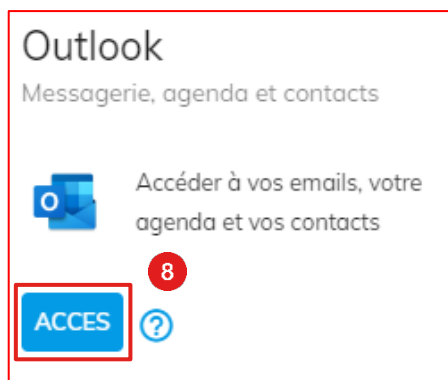 Outlook
Messagerie, agenda et contacts
O
Accéder à vos emails, votre
agenda et vos contacts
8
ACCES ?